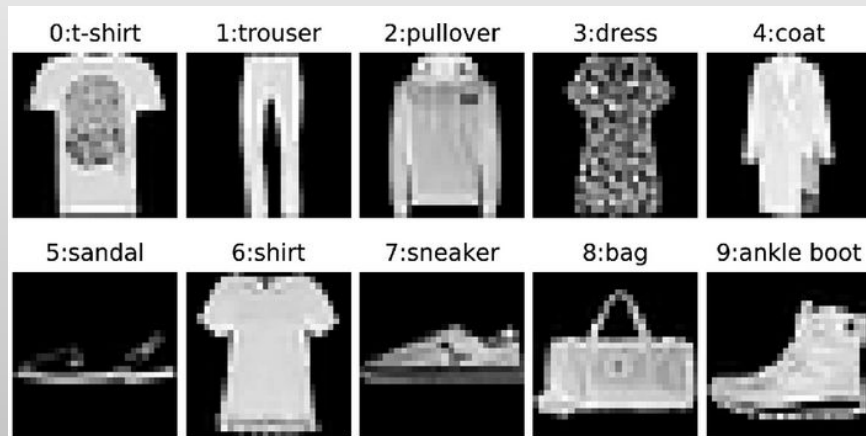 0:t-shirt 1:trouser 2:pullover 3:dress 4:coat
5:sandal 6:shirt 7:sneaker 8:bag 9:ankle boot